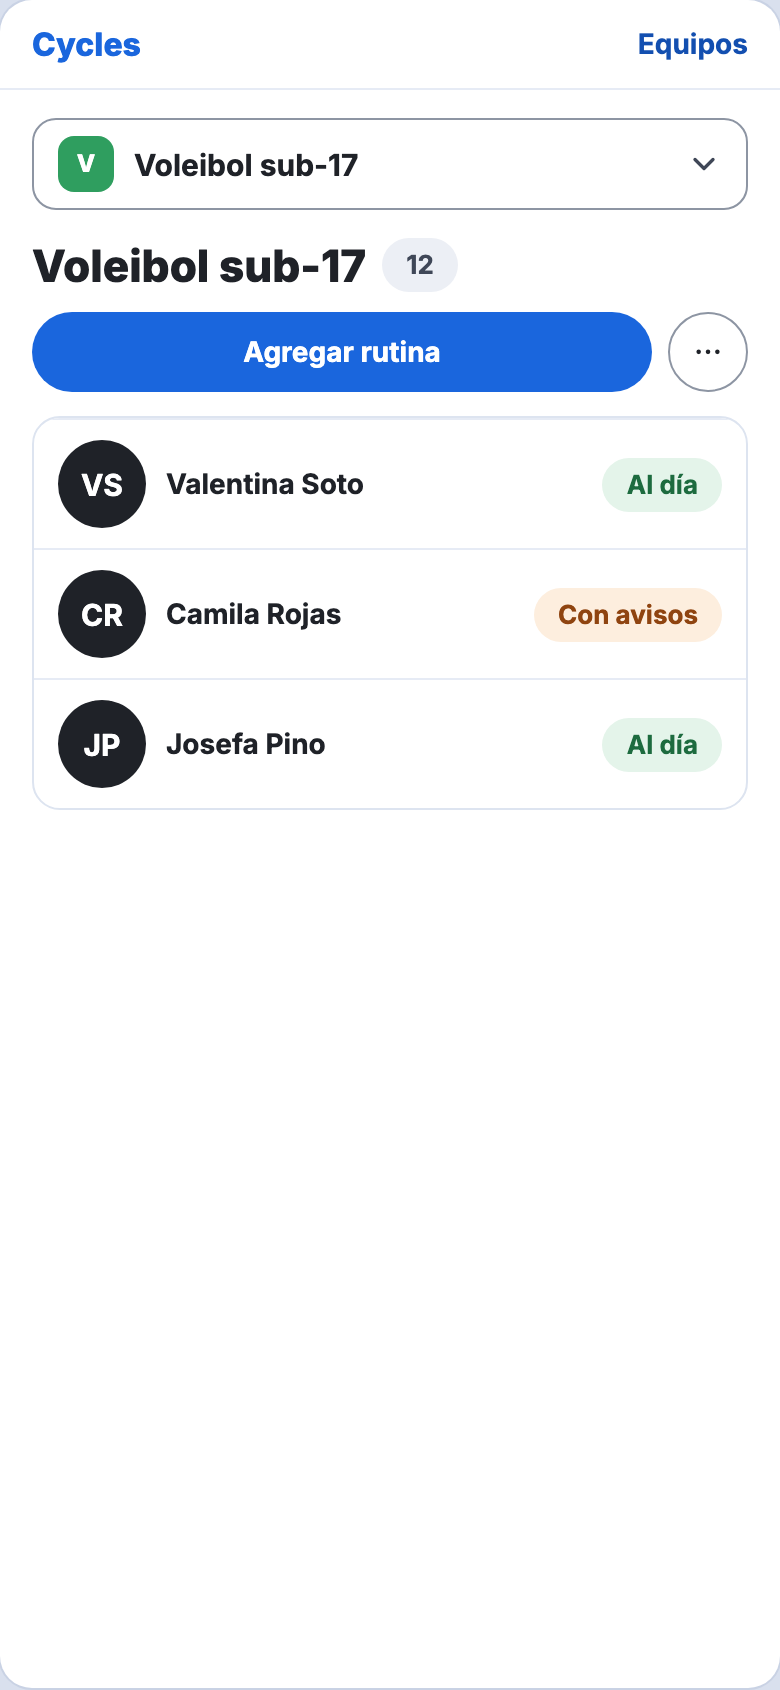 Cycles
Equipos
V
Voleibol sub-17
Voleibol sub-17
12
Agregar rutina
...
VS
Valentina Soto
Al día
CR
Camila Rojas
Con avisos
JP
Josefa Pino
Al día